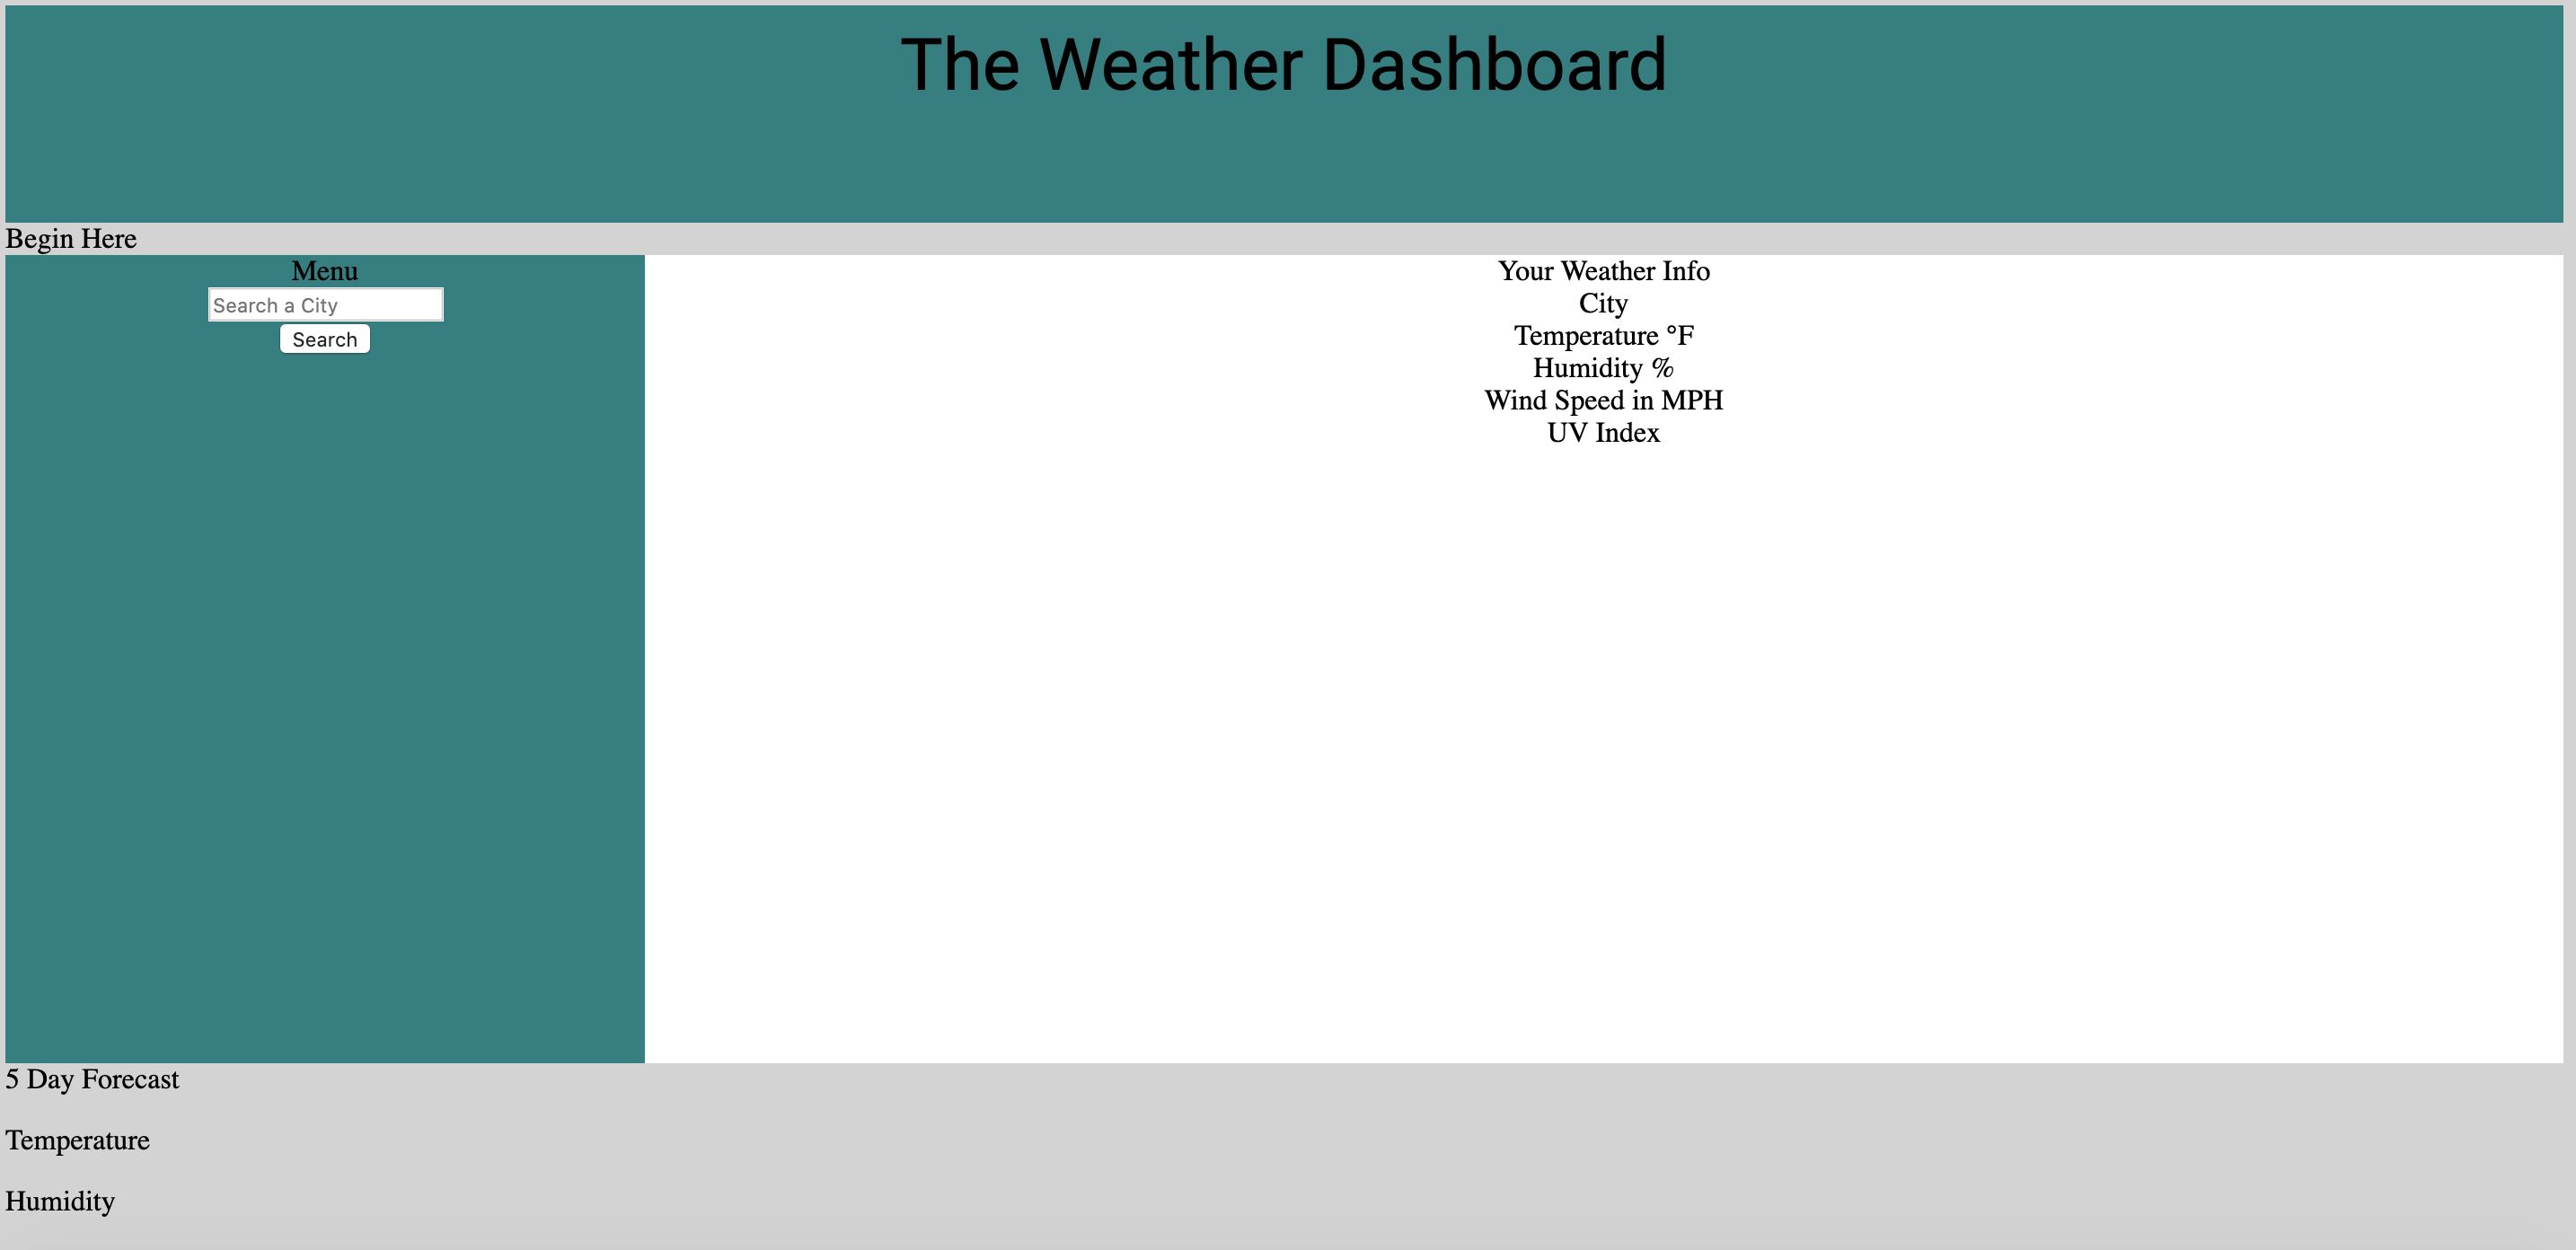 The Weather Dashboard
Begin Here
Menu
Search a City
Search
Your Weather Info
City
Temperature °F
Humidity %
Wind Speed in MPH
UV Index
5 Day Forecast
Temperature
Humidity